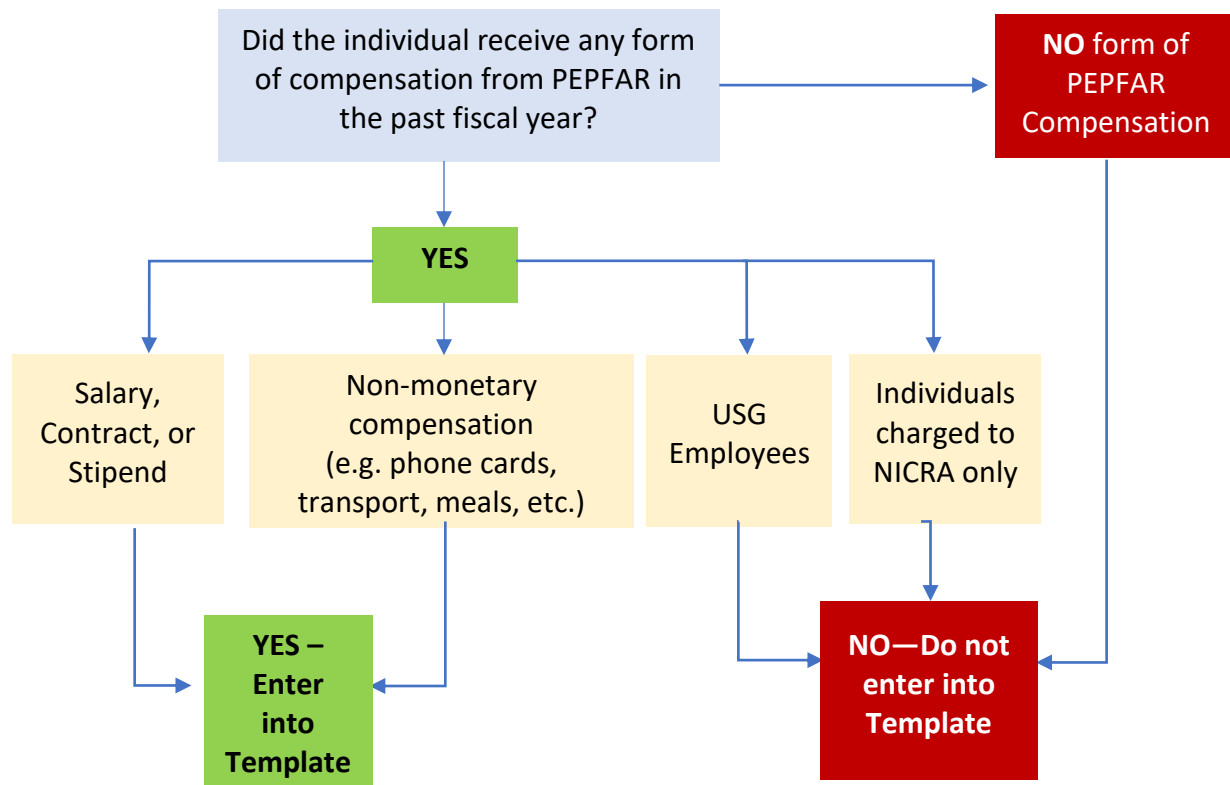 Did the individual receive any form
of compensation from PEPFAR in
the past fiscal year?
NO form of
PEPFAR
Compensation
YES
Salary,
Contract, or
Stipend
Non-monetary
compensation
(e.g. phone cards,
transport, meals, etc.)
USG
Employees
Individuals
charged to
NICRA only
YES –
Enter
into
Template
NO—Do not
enter into
Template